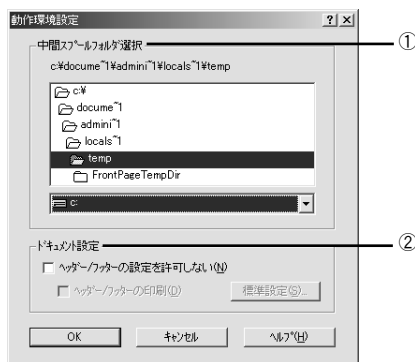 動作環境設定
中間ｽﾌﾟｰﾙﾌｫﾙﾀﾞ選択
①
c:¥docume~1¥admini~1¥locals~1¥temp
c:¥
docume~1
admini~1
locals~1
temp
FrontPageTempDir
c:
ﾄﾞｷｭﾒﾝﾄ設定
②
ﾍｯﾀﾞｰ/ﾌｯﾀｰの設定を許可しない(N)
ﾍｯﾀﾞｰ/ﾌｯﾀｰの印刷(D)
標準設定(S)...
OK
ｷｬﾝｾﾙ
ﾍﾙﾌﾟ(H)